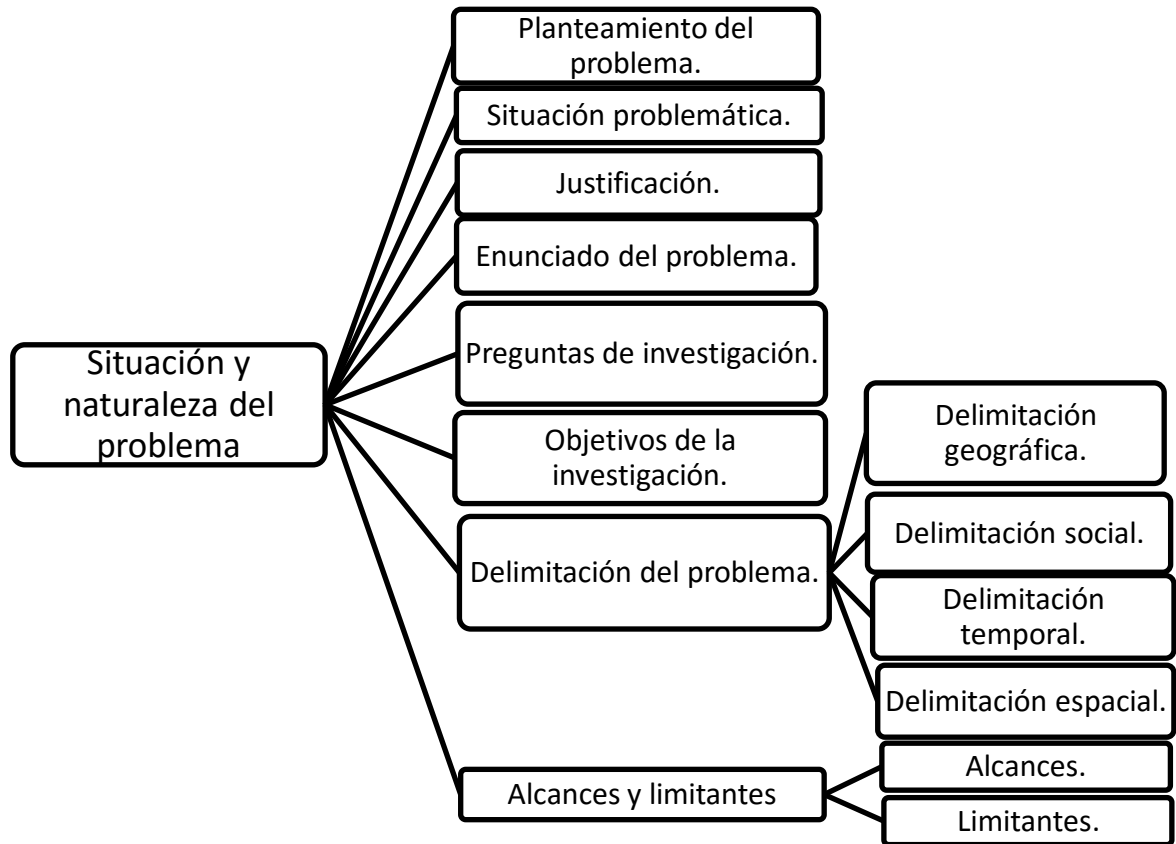 Situación y
naturaleza del
problema
Planteamiento del
problema.
Situación problemática.
Justificación.
Enunciado del problema.
Preguntas de investigación.
Objetivos de la
investigación.
Delimitación del problema.
Delimitación
geográfica.
Delimitación social.
Delimitación
temporal.
Delimitación espacial.
Alcances y limitantes
Alcances.
Limitantes.